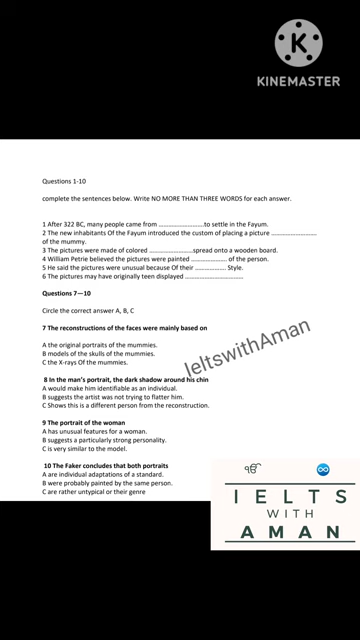 KINEMASTER
Questions 1-10
complete the sentences below. Write NO MORE THAN THREE WORDS for each answer.
1 After 322 BC, many people came from ..............................to settle in the Fayum.
2 The new inhabitants Of the Fayum introduced the custom of placing a picture ..............................
of the mummy.
3 The pictures were made of colored ............................spread onto a wooden board.
4 William Petrie believed the pictures were painted ........................ of the person.
5 He said the pictures were unusual because Of their .................... Style.
6 The pictures may have originally teen displayed ......................................
Questions 7—10
Circle the correct answer A, B, C
7 The reconstructions of the faces were mainly based on
A the original portraits of the mummies.
B models of the skulls of the mummies.
C the X-rays Of the mummies.
IeltswithAman
8 In the man's portrait, the dark shadow around his chin
A would make him identifiable as an individual.
B suggests the artist was not trying to flatter him.
C Shows this is a different person from the reconstruction.
9 The portrait of the woman
A has unusual features for a woman.
B suggests a particularly strong personality.
C is very similar to the model.
10 The Faker concludes that both portraits
A are individual adaptations of a standard.
B were probably painted by the same person.
C are rather untypical or their genre
ੴ
IELTS
WITH
AMAN